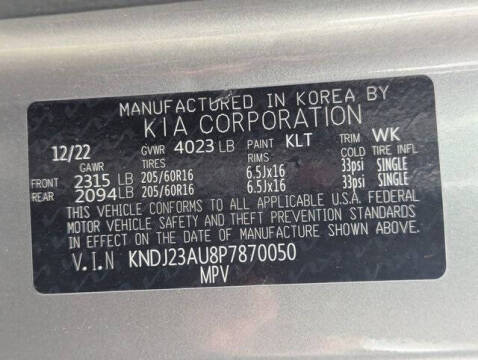 MANUFACTURED IN KOREA BY
KIA CORPORATION
12/22 GVWR 4023 LB PAINT KLT TRIM WK
GAWR TIRES RIMS COLD TIRE INFL
FRONT 2315 LB 205/60R16 6.5Jx16 33psi SINGLE
REAR 2094 LB 205/60R16 6.5Jx16 33psi SINGLE
THIS VEHICLE CONFORMS TO ALL APPLICABLE U.S.A. FEDERAL
MOTOR VEHICLE SAFETY AND THEFT PREVENTION STANDARDS
IN EFFECT ON THE DATE OF MANUFACTURE SHOWN ABOVE.
V.I.N KNDJ23AU8P7870050
MPV